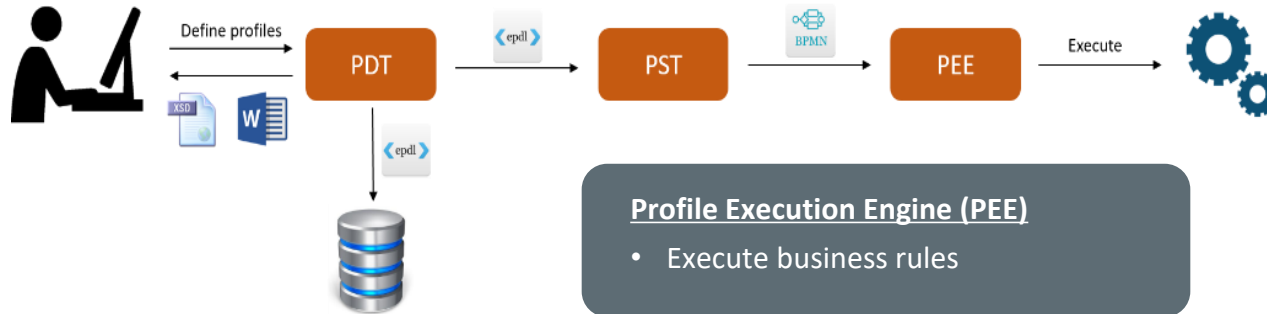 Define profiles
XSD
W
PDT
<epdl>
<epdl>
PST
BPMN
PEE
Execute
Profile Execution Engine (PEE)
• Execute business rules